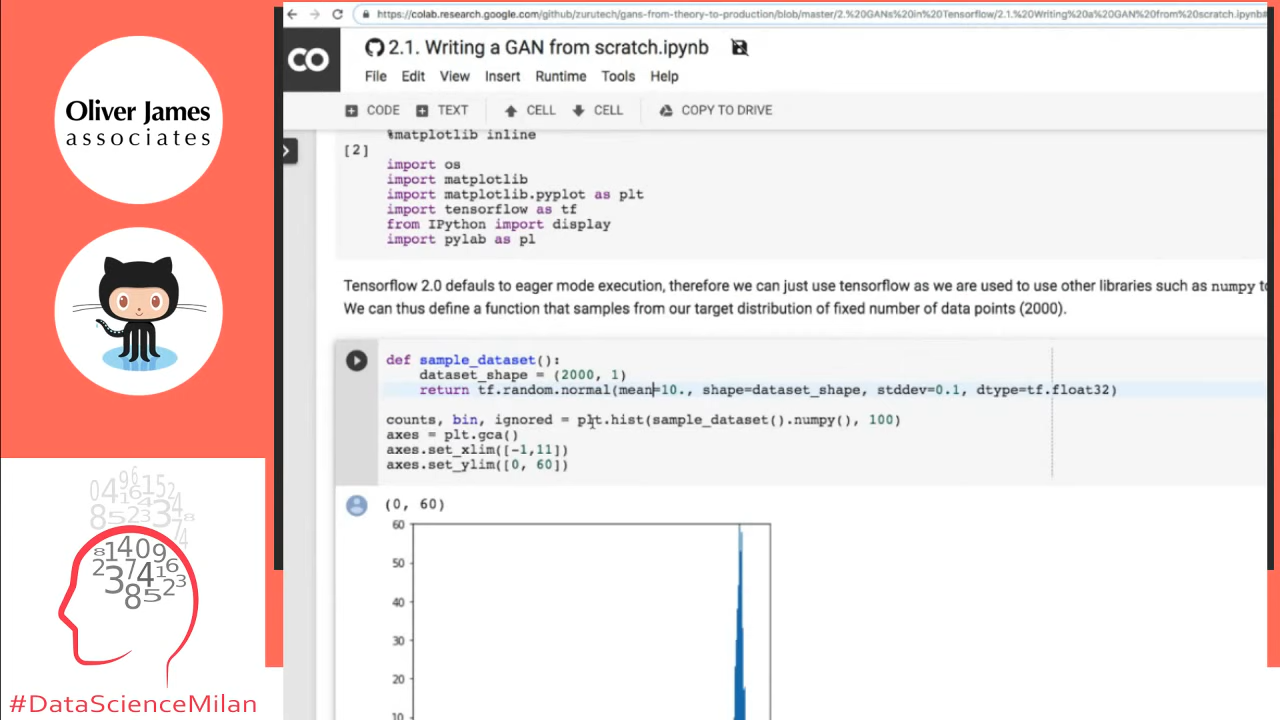 Oliver James
associates
#DataScienceMilan
https://colab.research.google.com/github/zurutech/gans-from-theory-to-production/blob/master/2.%20GANs%20in%20Tensorflow/2.1.%20Writing%20a%20GAN%20from%20scratch.ipynb#
CO
2.1. Writing a GAN from scratch.ipynb
File Edit View Insert Runtime Tools Help
CODE TEXT CELL CELL COPY TO DRIVE
%matplotlib inline
[2]
import os
import matplotlib
import matplotlib.pyplot as plt
import tensorflow as tf
from IPython import display
import pylab as pl
Tensorflow 2.0 defauls to eager mode execution, therefore we can just use tensorflow as we are used to use other libraries such as numpy to
We can thus define a function that samples from our target distribution of fixed number of data points (2000).
def sample_dataset():
dataset_shape = (2000, 1)
return tf.random.normal(mean=10., shape=dataset_shape, stddev=0.1, dtype=tf.float32)
counts, bin, ignored = plt.hist(sample_dataset().numpy(), 100)
axes = plt.gca()
axes.set_xlim([-1,11])
axes.set_ylim([0, 60])
(0, 60)
60
50
40
30
20
10